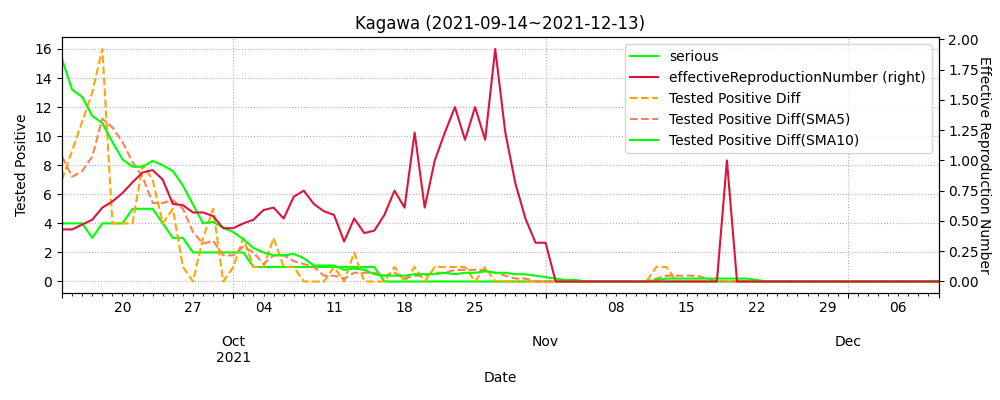 Kagawa (2021-09-14~2021-12-13)
serious
effectiveReproductionNumber (right)
Tested Positive Diff
Tested Positive Diff(SMA5)
Tested Positive Diff(SMA10)
Tested Positive
16
14
12
10
8
6
4
2
0
Effective Reproduction Number
2.00
1.75
1.50
1.25
1.00
0.75
0.50
0.25
0.00
20 27 04 11 18 25 08 15 22 29 06
Oct Nov Dec
2021
Date